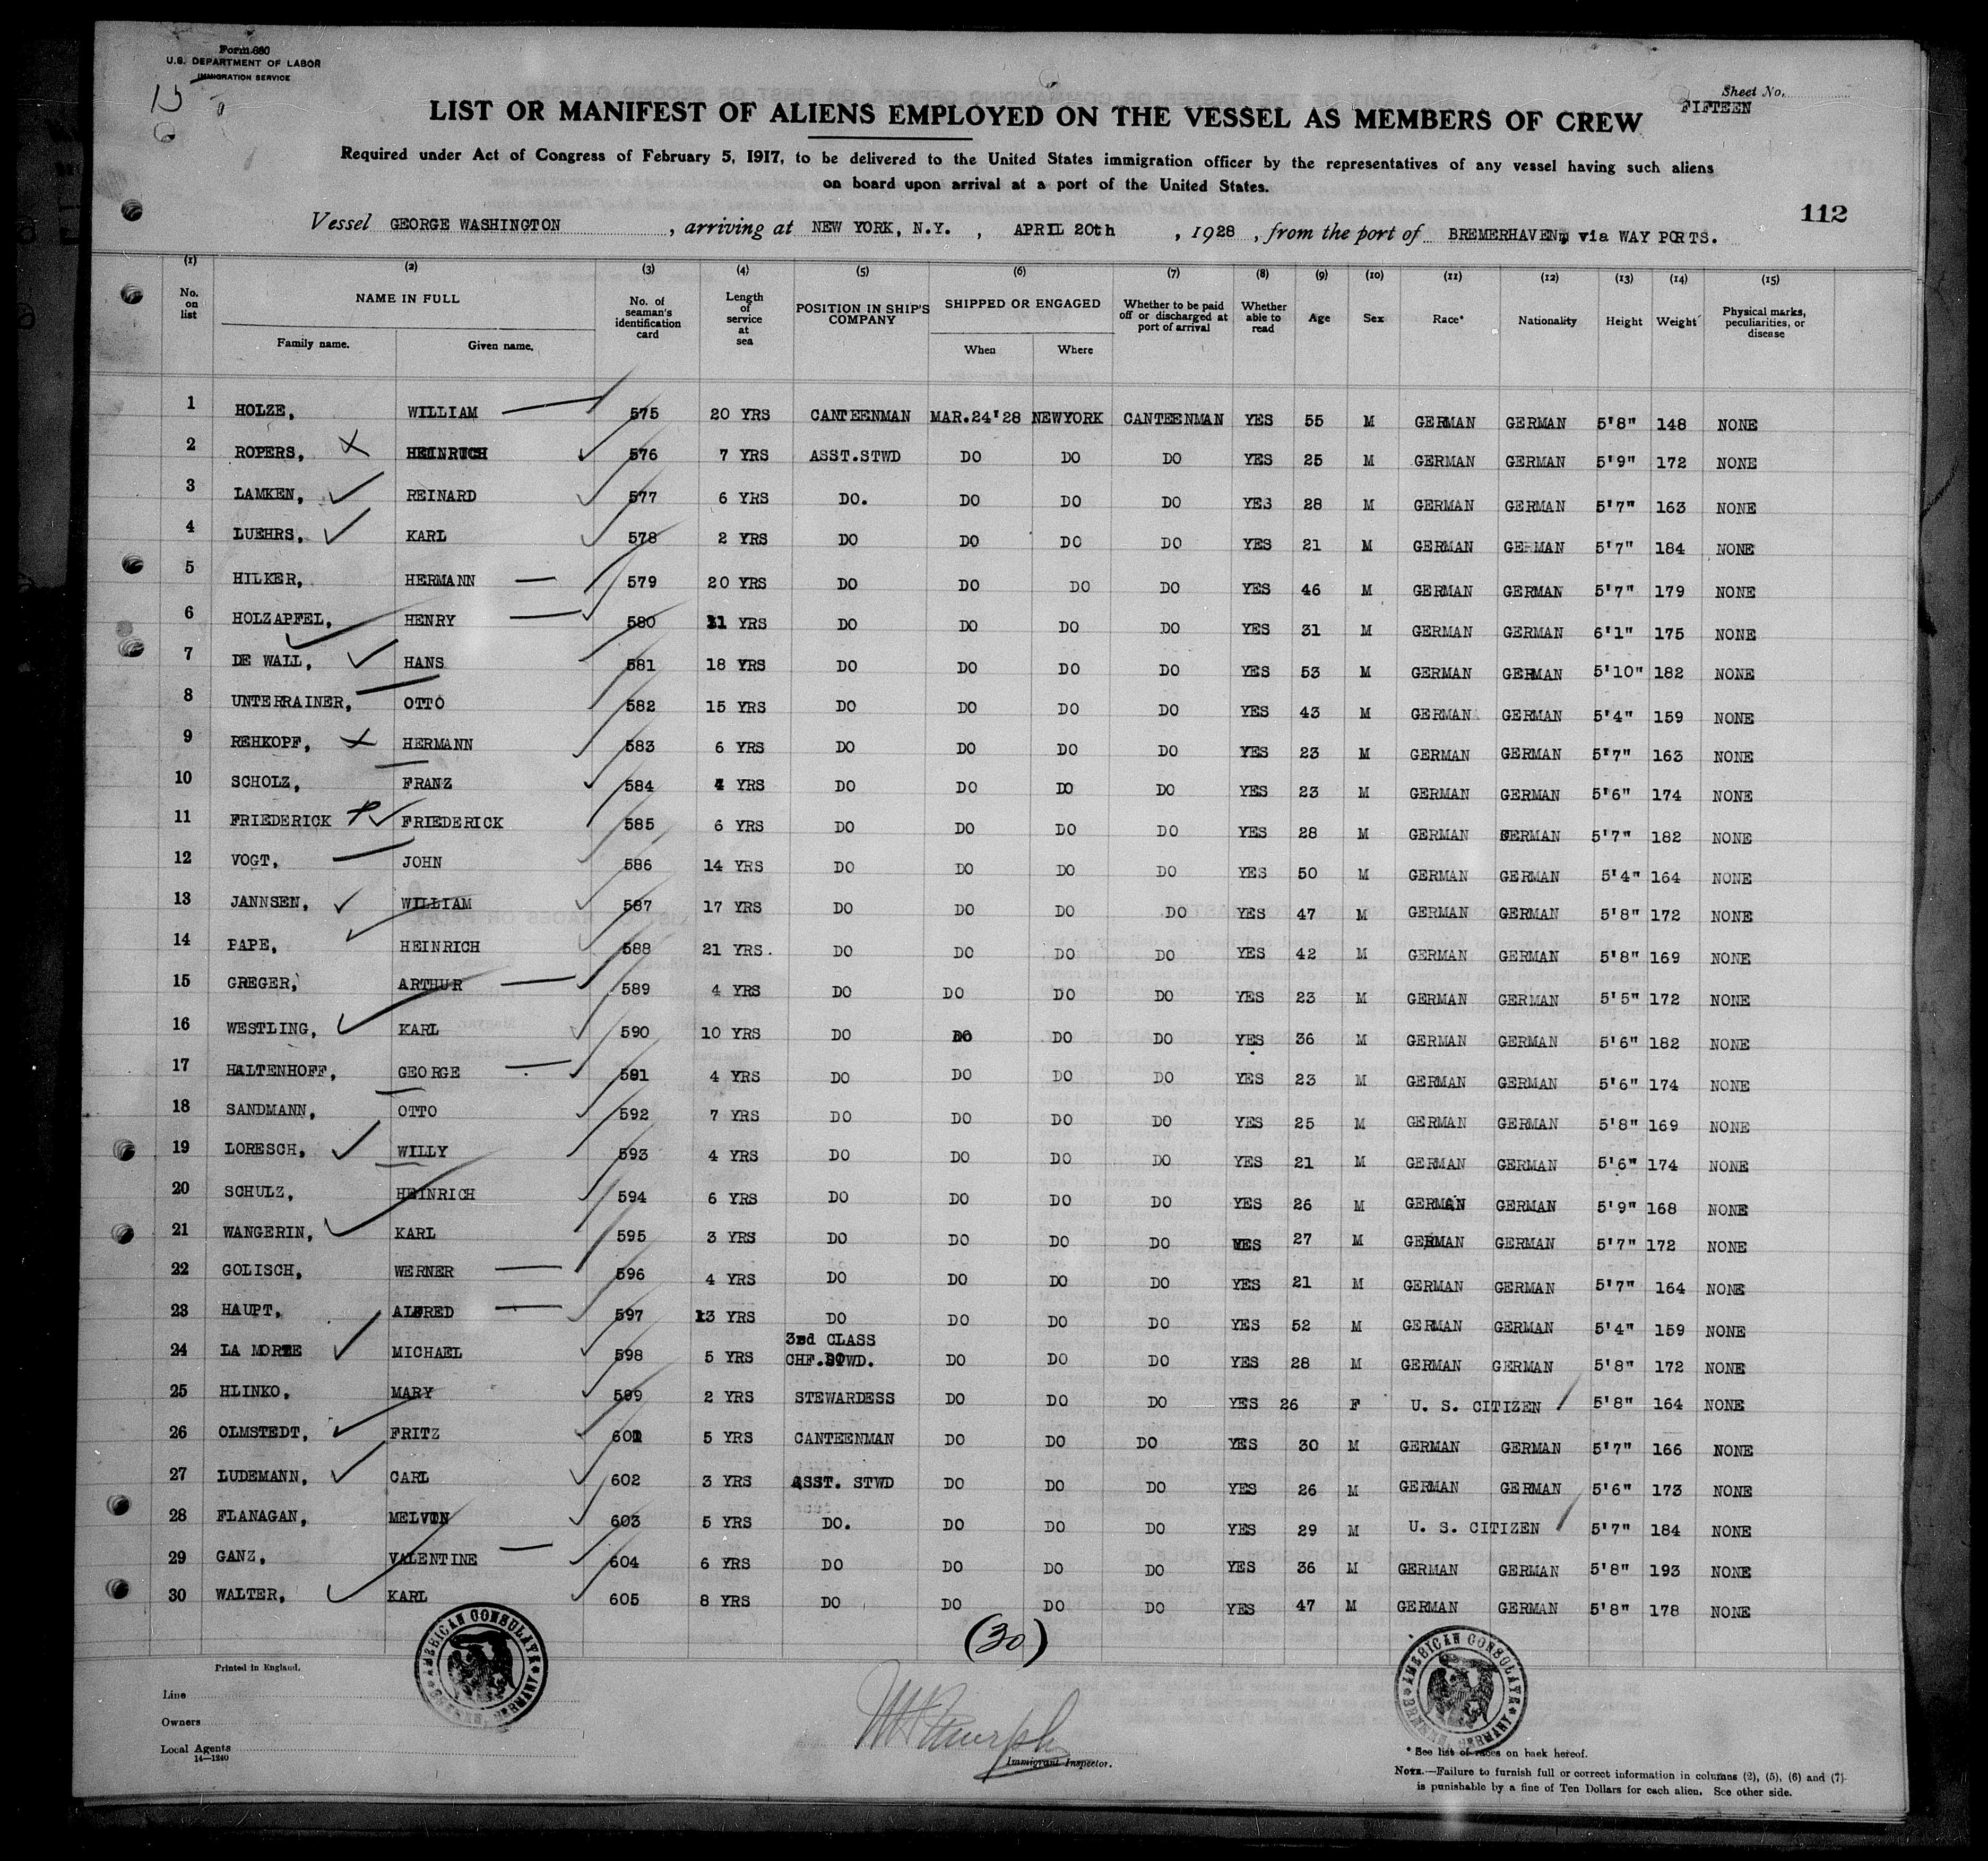 Form 680
U.S. DEPARTMENT OF LABOR
IMMIGRATION SERVICE
15
Sheet No.
FIFTEEN
LIST OR MANIFEST OF ALIENS EMPLOYED ON THE VESSEL AS MEMBERS OF CREW
Required under Act of Congress of February 5, 1917, to be delivered to the United States immigration officer by the representatives of any vessel having such aliens
on board upon arrival at a port of the United States.
112
Vessel GEORGE WASHINGTON, arriving at NEW YORK, N.Y., APRIL 20th, 1928, from the port of BREMERHAVEN, via WAY PORTS.
(1) (2) (3) (4) (5) (6) (7) (8) (9) (10) (11) (12) (13) (14) (15)
No. on list NAME IN FULL Family name. Given name. No. of seaman's identification card Length of service at sea POSITION IN SHIP'S COMPANY SHIPPED OR ENGAGED When Where Whether to be paid off or discharged at port of arrival Whether able to read Age Sex Race* Nationality Height Weight Physical marks, peculiarities, or disease
1 HOLZE, WILLIAM 575 20 YRS CANTEENMAN MAR.24'28 NEWYORK CANTEENMAN YES 55 M GERMAN GERMAN 5'8" 148 NONE
2 ROPERS, HEINRICH 576 7 YRS ASST.STWD DO DO DO YES 25 M GERMAN GERMAN 5'9" 172 NONE
3 LAMKEN, REINARD 577 6 YRS DO. DO DO DO YES 28 M GERMAN GERMAN 5'7" 163 NONE
4 LUEHRS, KARL 578 2 YRS DO DO DO DO YES 21 M GERMAN GERMAN 5'7" 184 NONE
5 HILKER, HERMANN 579 20 YRS DO DO DO DO YES 46 M GERMAN GERMAN 5'7" 179 NONE
6 HOLZAPFEL, HENRY 580 11 YRS DO DO DO DO YES 31 M GERMAN GERMAN 6'1" 175 NONE
7 DE WALL, HANS 581 18 YRS DO DO DO DO YES 53 M GERMAN GERMAN 5'10" 182 NONE
8 UNTERRAINER, OTTO 582 15 YRS DO DO DO DO YES 43 M GERMAN GERMAN 5'4" 159 NONE
9 REHKOPF, HERMANN 583 6 YRS DO DO DO DO YES 23 M GERMAN GERMAN 5'7" 163 NONE
10 SCHOLZ, FRANZ 584 4 YRS DO DO DO DO YES 23 M GERMAN GERMAN 5'6" 174 NONE
11 FRIEDERICK FRIEDERICK 585 6 YRS DO DO DO DO YES 28 M GERMAN GERMAN 5'7" 182 NONE
12 VOGT, JOHN 586 14 YRS DO DO DO DO YES 50 M GERMAN GERMAN 5'4" 164 NONE
13 JANNSEN, WILLIAM 587 17 YRS DO DO DO DO YES 47 M GERMAN GERMAN 5'8" 172 NONE
14 PAPE, HEINRICH 588 21 YRS. DO DO DO DO YES 42 M GERMAN GERMAN 5'8" 169 NONE
15 GREGER, ARTHUR 589 4 YRS DO DO DO DO YES 23 M GERMAN GERMAN 5'5" 172 NONE
16 WESTLING, KARL 590 10 YRS DO DO DO DO YES 36 M GERMAN GERMAN 5'6" 182 NONE
17 HALTENHOFF, GEORGE 591 4 YRS DO DO DO DO YES 23 M GERMAN GERMAN 5'6" 174 NONE
18 SANDMANN, OTTO 592 7 YRS DO DO DO DO YES 25 M GERMAN GERMAN 5'8" 169 NONE
19 LORESCH, WILLY 593 4 YRS DO DO DO DO YES 21 M GERMAN GERMAN 5'6" 174 NONE
20 SCHULZ, HEINRICH 594 6 YRS DO DO DO DO YES 26 M GERMAN GERMAN 5'9" 168 NONE
21 WANGERIN, KARL 595 3 YRS DO DO DO DO YES 27 M GERMAN GERMAN 5'7" 172 NONE
22 GOLISCH, WERNER 596 4 YRS DO DO DO DO YES 21 M GERMAN GERMAN 5'7" 164 NONE
23 HAUPT, ALFRED 597 13 YRS DO DO DO DO YES 52 M GERMAN GERMAN 5'4" 159 NONE
24 LA MORTE MICHAEL 598 5 YRS 3rd CLASS CHF.STWD. DO DO DO YES 28 M GERMAN GERMAN 5'8" 172 NONE
25 HLINKO, MARY 599 2 YRS STEWARDESS DO DO DO YES 26 F U. S. CITIZEN 5'8" 164 NONE
26 OLMSTEDT, FRITZ 601 5 YRS CANTEENMAN DO DO DO YES 30 M GERMAN GERMAN 5'7" 166 NONE
27 LUDEMANN, CARL 602 3 YRS ASST. STWD DO DO DO YES 26 M GERMAN GERMAN 5'6" 173 NONE
28 FLANAGAN, MELVIN 603 5 YRS DO. DO DO DO YES 29 M U. S. CITIZEN 5'7" 184 NONE
29 GANZ, VALENTINE 604 6 YRS DO DO DO DO YES 36 M GERMAN GERMAN 5'8" 193 NONE
30 WALTER, KARL 605 8 YRS DO DO DO DO YES 47 M GERMAN GERMAN 5'8" 178 NONE
(30)
Printed in England.
AMERICAN CONSULATE
AMERICAN CONSULATE
Line
Owners
Local Agents
14—1240
Immigrant Inspector.
* See list of races on back hereof.
NOTE.—Failure to furnish full or correct information in columns (2), (5), (6) and (7)
is punishable by a fine of Ten Dollars for each alien. See other side.